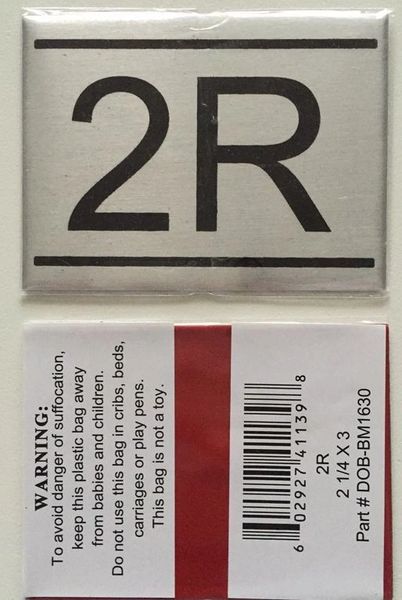 2R
WARNING:
To avoid danger of suffocation,
keep this plastic bag away
from babies and children.
Do not use this bag in cribs, beds,
carriages or play pens.
This bag is not a toy.
6 02927 41139 8
2R
2 1/4 X 3
Part # DOB-BM1630